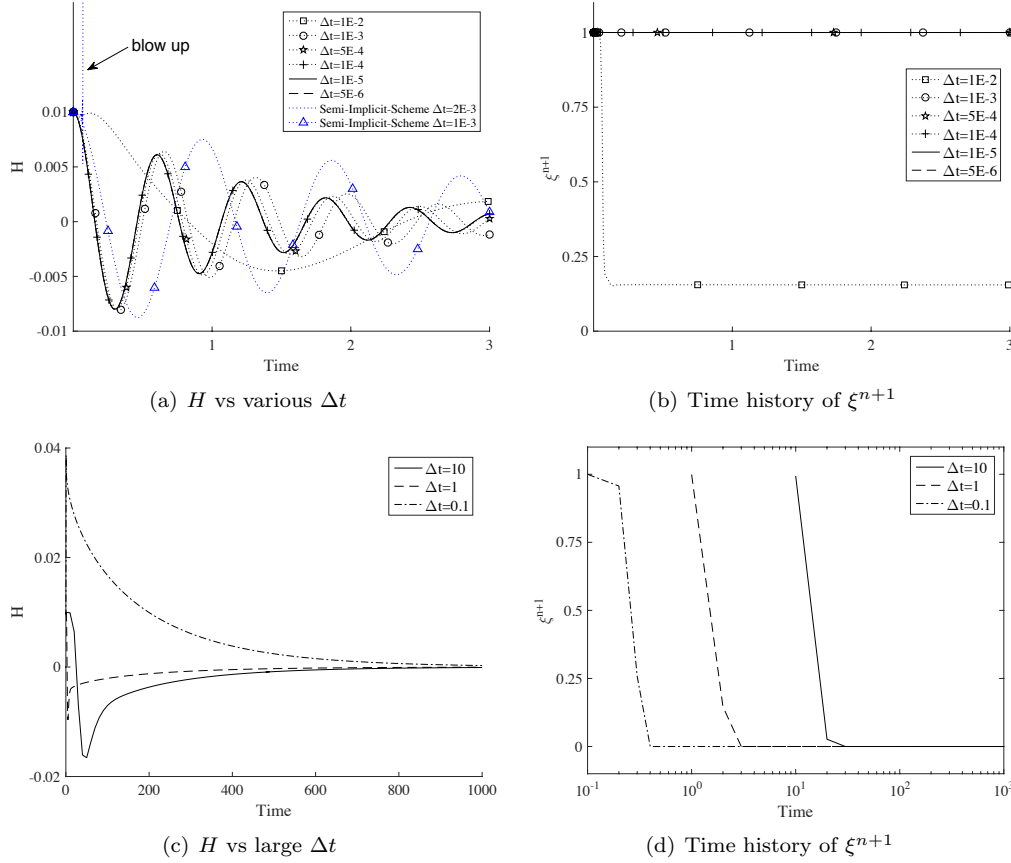 blow up
Δt=1E-2
Δt=1E-3
Δt=5E-4
Δt=1E-4
Δt=1E-5
Δt=5E-6
Semi-Implicit-Scheme Δt=2E-3
Semi-Implicit-Scheme Δt=1E-3
0.01
0.005
0
-0.005
-0.01
H
1 2 3
Time
(a) H vs various Δt
Δt=1E-2
Δt=1E-3
Δt=5E-4
Δt=1E-4
Δt=1E-5
Δt=5E-6
1
0.75
0.5
0.25
0
ξⁿ⁺¹
1 2 3
Time
(b) Time history of ξⁿ⁺¹
Δt=10
Δt=1
Δt=0.1
0.04
0.02
0
-0.02
H
0 200 400 600 800 1000
Time
(c) H vs large Δt
Δt=10
Δt=1
Δt=0.1
1
0.75
0.5
0.25
0
ξⁿ⁺¹
10⁻¹ 10⁰ 10¹ 10² 10³
Time
(d) Time history of ξⁿ⁺¹